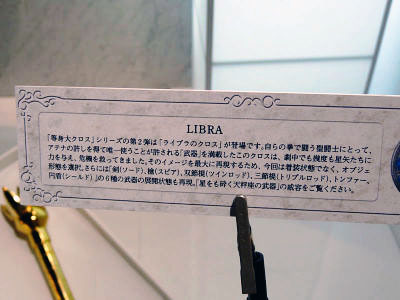 LIBRA
「等身大クロス」シリーズの第2弾は「ライブラのクロス」が登場です。自らの拳で闘う聖闘士にとって、
アテナの許しを得て唯一使うことが許される「武器」を満載したこのクロスは、劇中でも幾度も星矢たちに
力を与え、危機を救ってきました。そのイメージを最大に再現するため、今回は着装状態でなく、オブジェ
形態を選択。さらには「剣(ソード)、槍(スピア)、双節棍(ツインロッド)、三節棍(トリプルロッド)、トンファー、
円盾(シールド)」の6種の武器の展開状態も再現。「星をも砕く天秤座の武器」の威容をご覧ください。